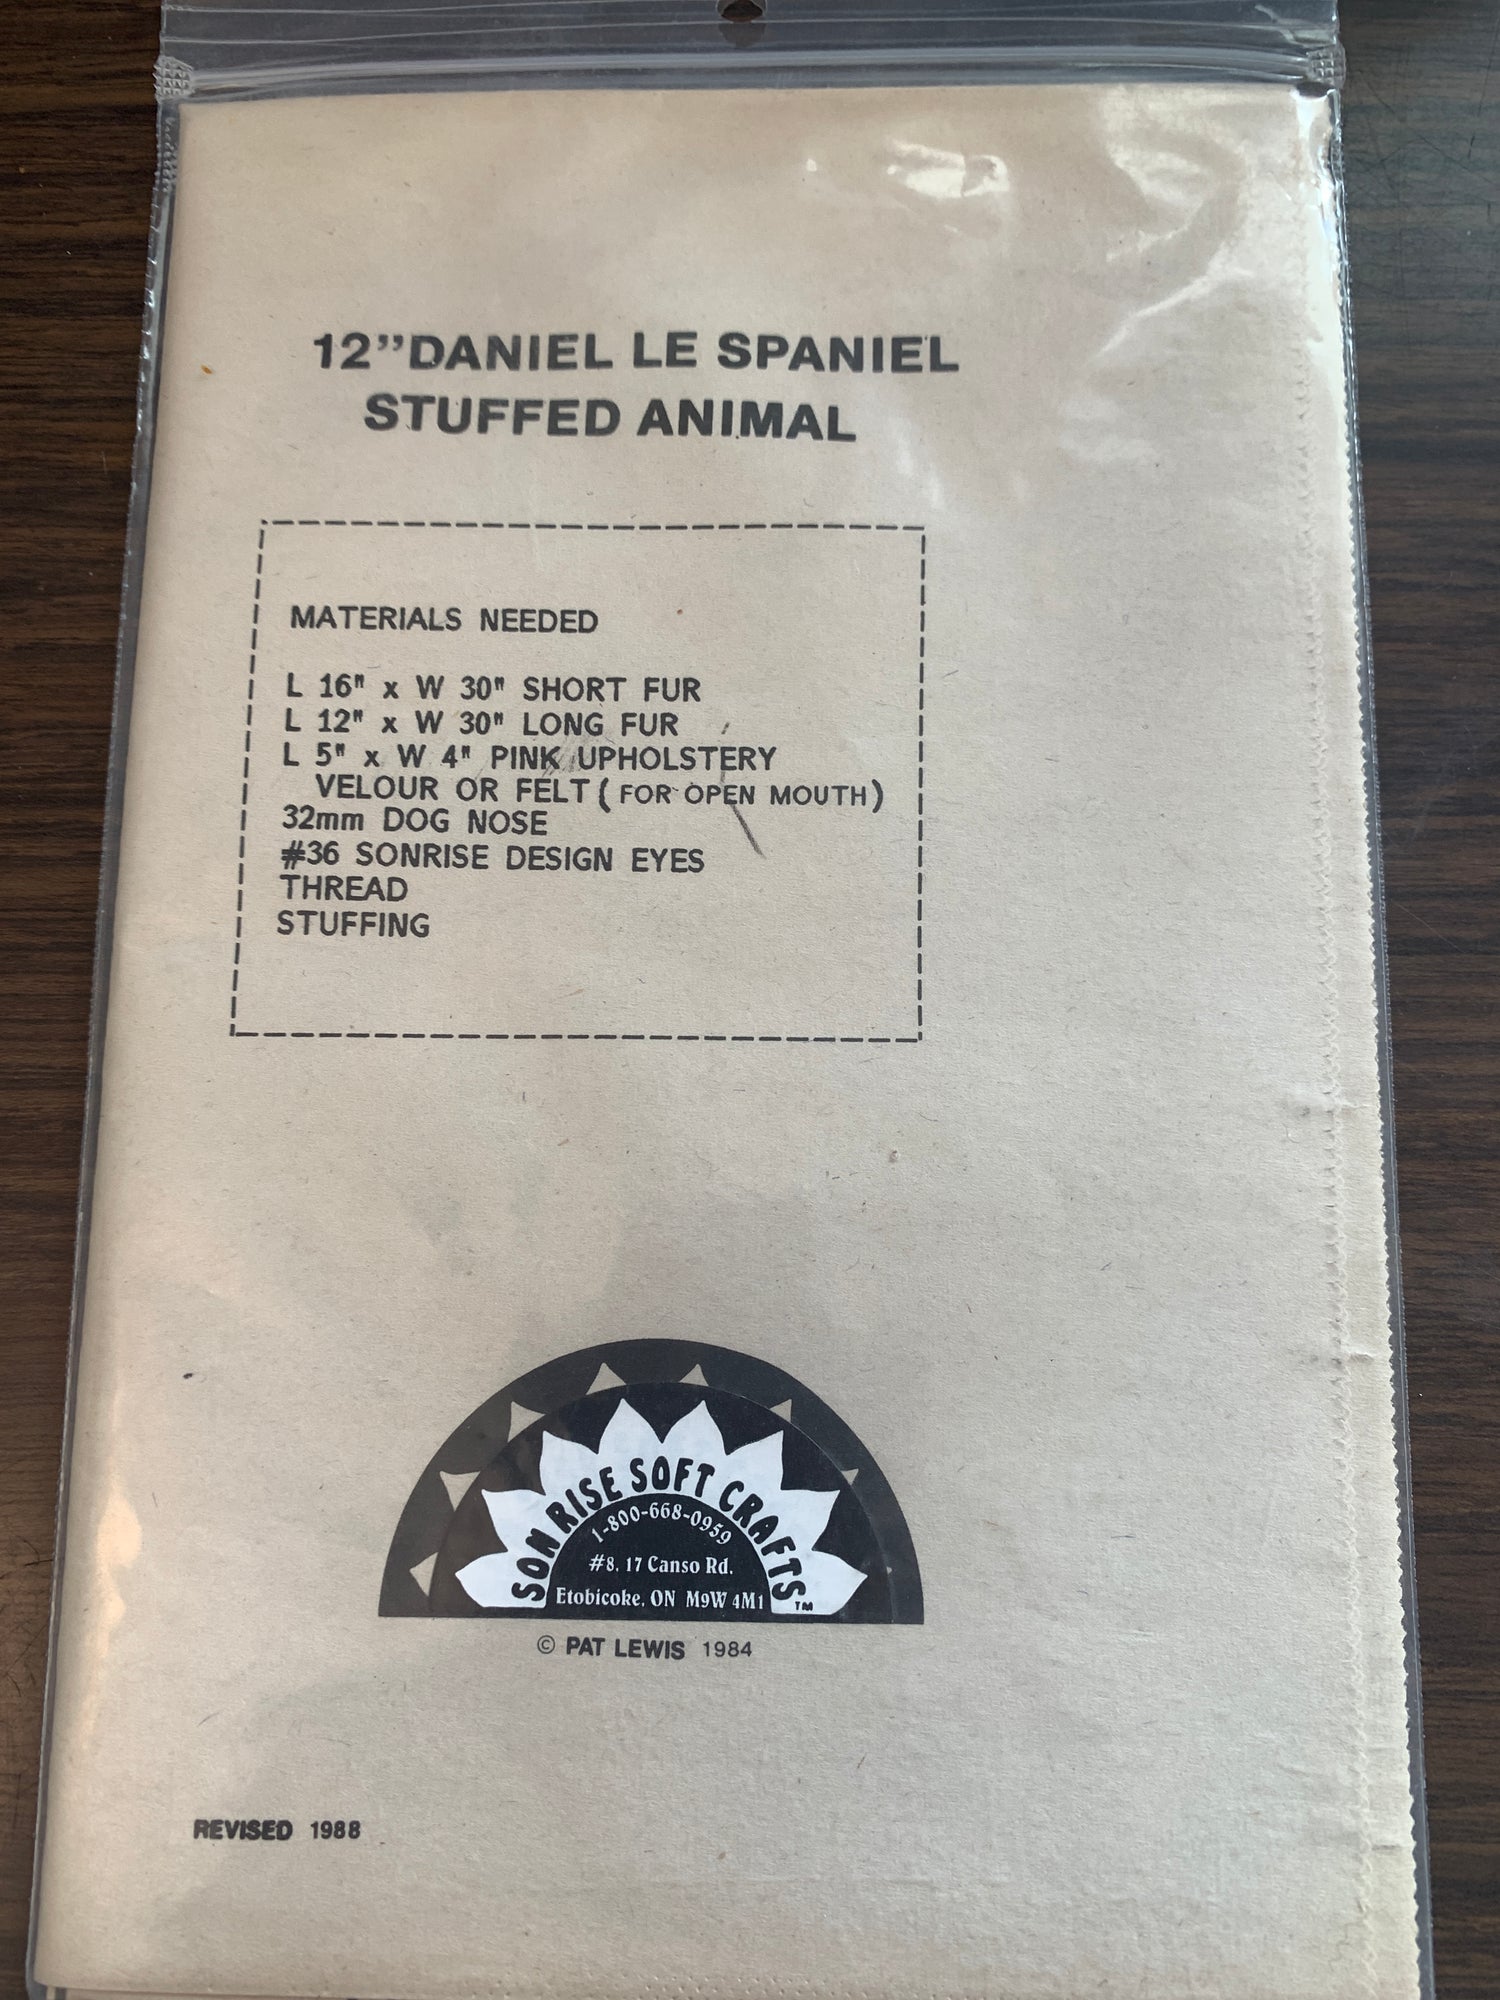 12”DANIEL LE SPANIEL
STUFFED ANIMAL
MATERIALS NEEDED
L 16" x W 30" SHORT FUR
L 12" x W 30" LONG FUR
L 5" x W 4" PINK UPHOLSTERY
VELOUR OR FELT ( FOR OPEN MOUTH )
32mm DOG NOSE
#36 SONRISE DESIGN EYES
THREAD
STUFFING
SON RISE SOFT CRAFTS™
1-800-668-0959
#8. 17 Canso Rd.
Etobicoke, ON M9W 4M1
© PAT LEWIS 1984
REVISED 1988